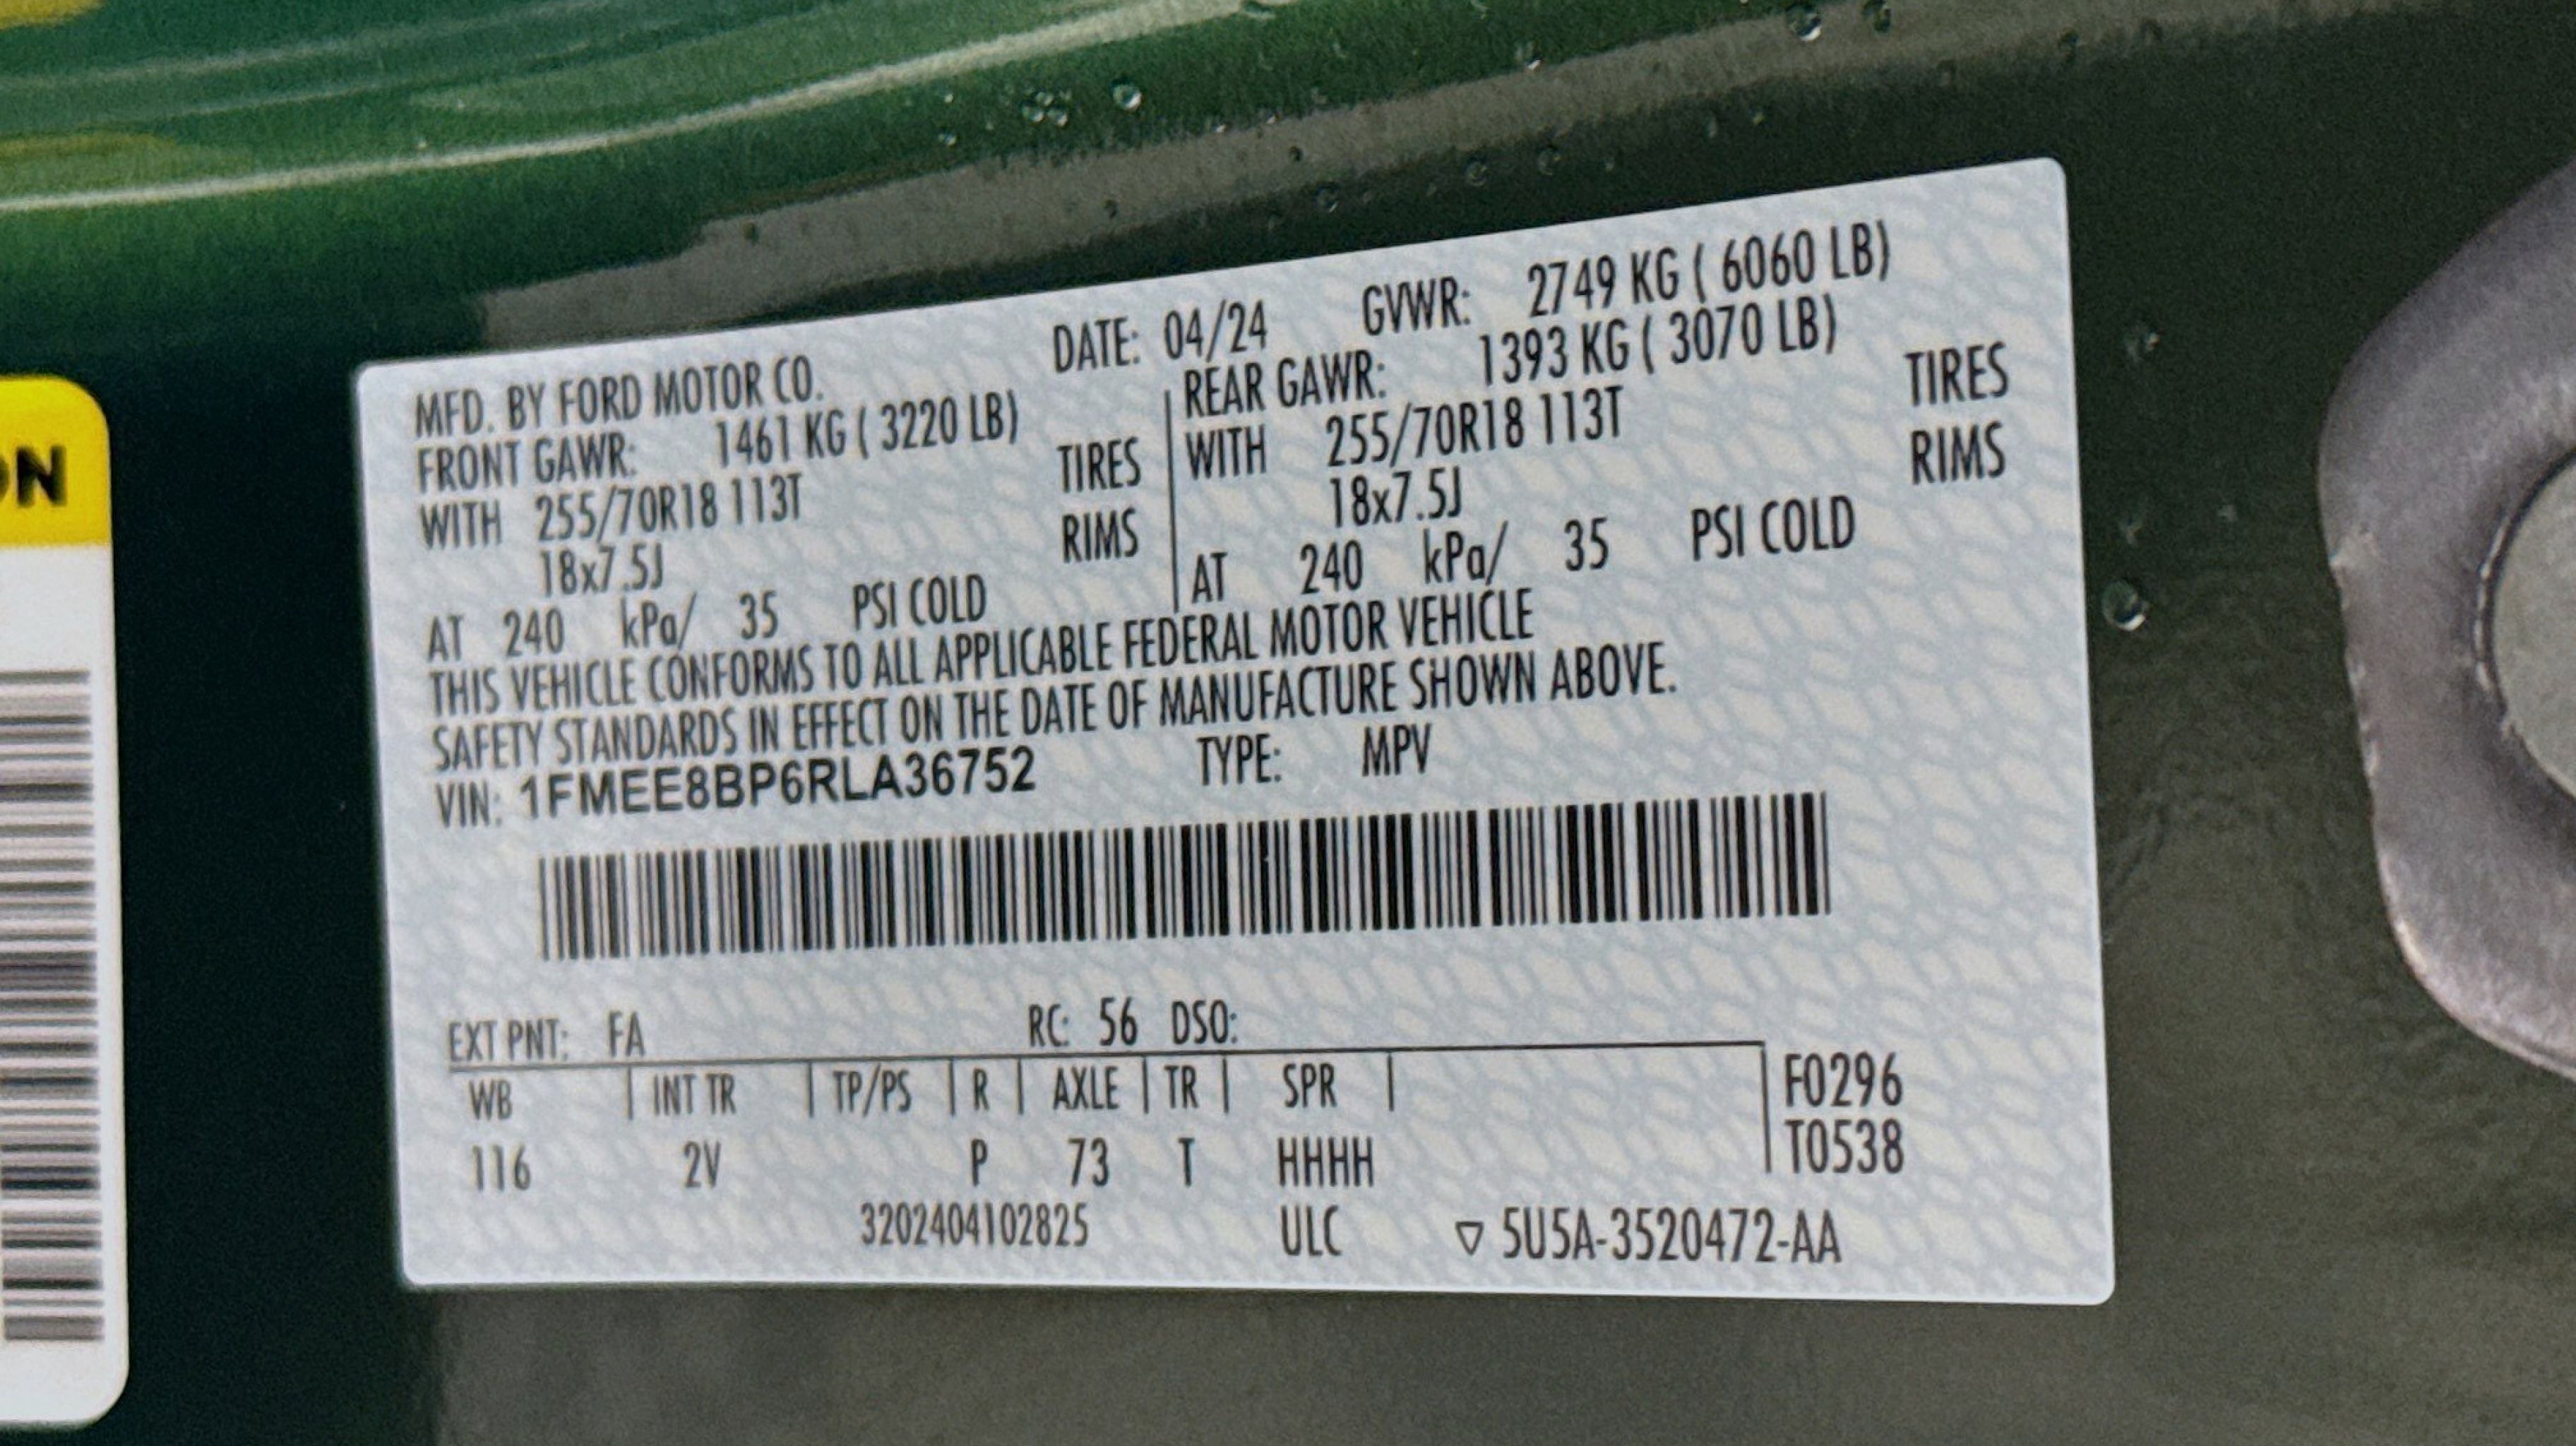 ON
MFD. BY FORD MOTOR CO. DATE: 04/24 GVWR: 2749 KG ( 6060 LB)
FRONT GAWR: 1461 KG ( 3220 LB) REAR GAWR: 1393 KG ( 3070 LB)
WITH 255/70R18 113T TIRES WITH 255/70R18 113T TIRES
18x7.5J RIMS 18x7.5J RIMS
AT 240 kPa/ 35 PSI COLD AT 240 kPa/ 35 PSI COLD
THIS VEHICLE CONFORMS TO ALL APPLICABLE FEDERAL MOTOR VEHICLE
SAFETY STANDARDS IN EFFECT ON THE DATE OF MANUFACTURE SHOWN ABOVE.
VIN: 1FMEE8BP6RLA36752 TYPE: MPV
EXT PNT: FA RC: 56 DSO:
WB INT TR TP/PS R AXLE TR SPR F0296
116 2V P 73 T HHHH T0538
3202404102825 ULC ▽ 5U5A-3520472-AA